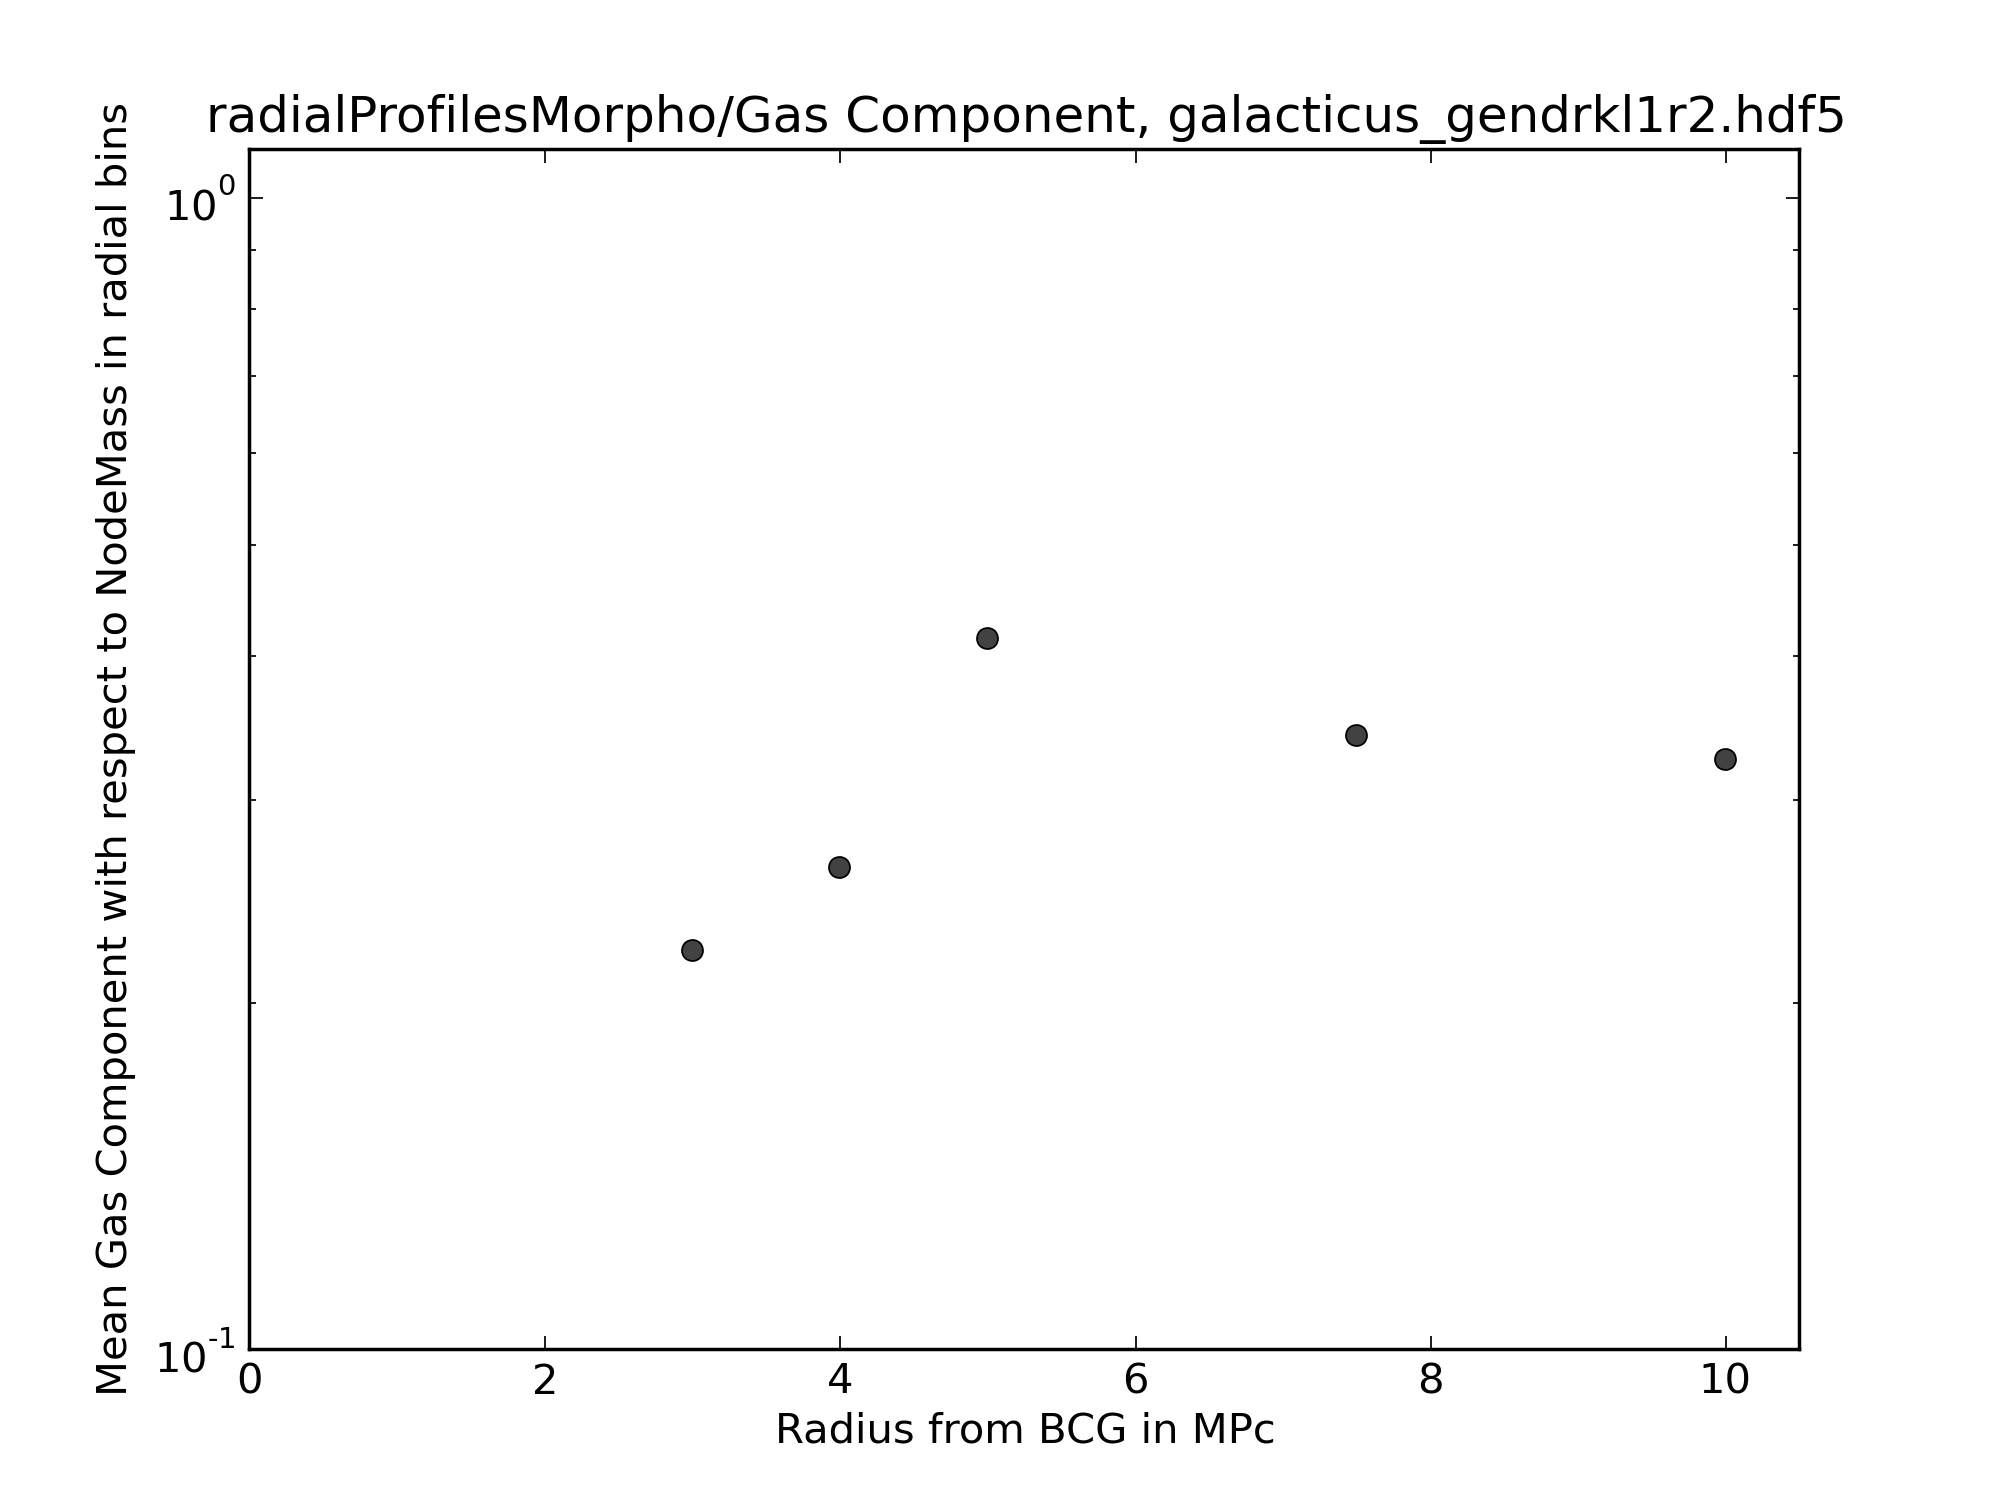 radialProfilesMorpho/Gas Component, galacticus_gendrkl1r2.hdf5
Mean Gas Component with respect to NodeMass in radial bins
10^0
10^-1
0 2 4 6 8 10
Radius from BCG in MPc